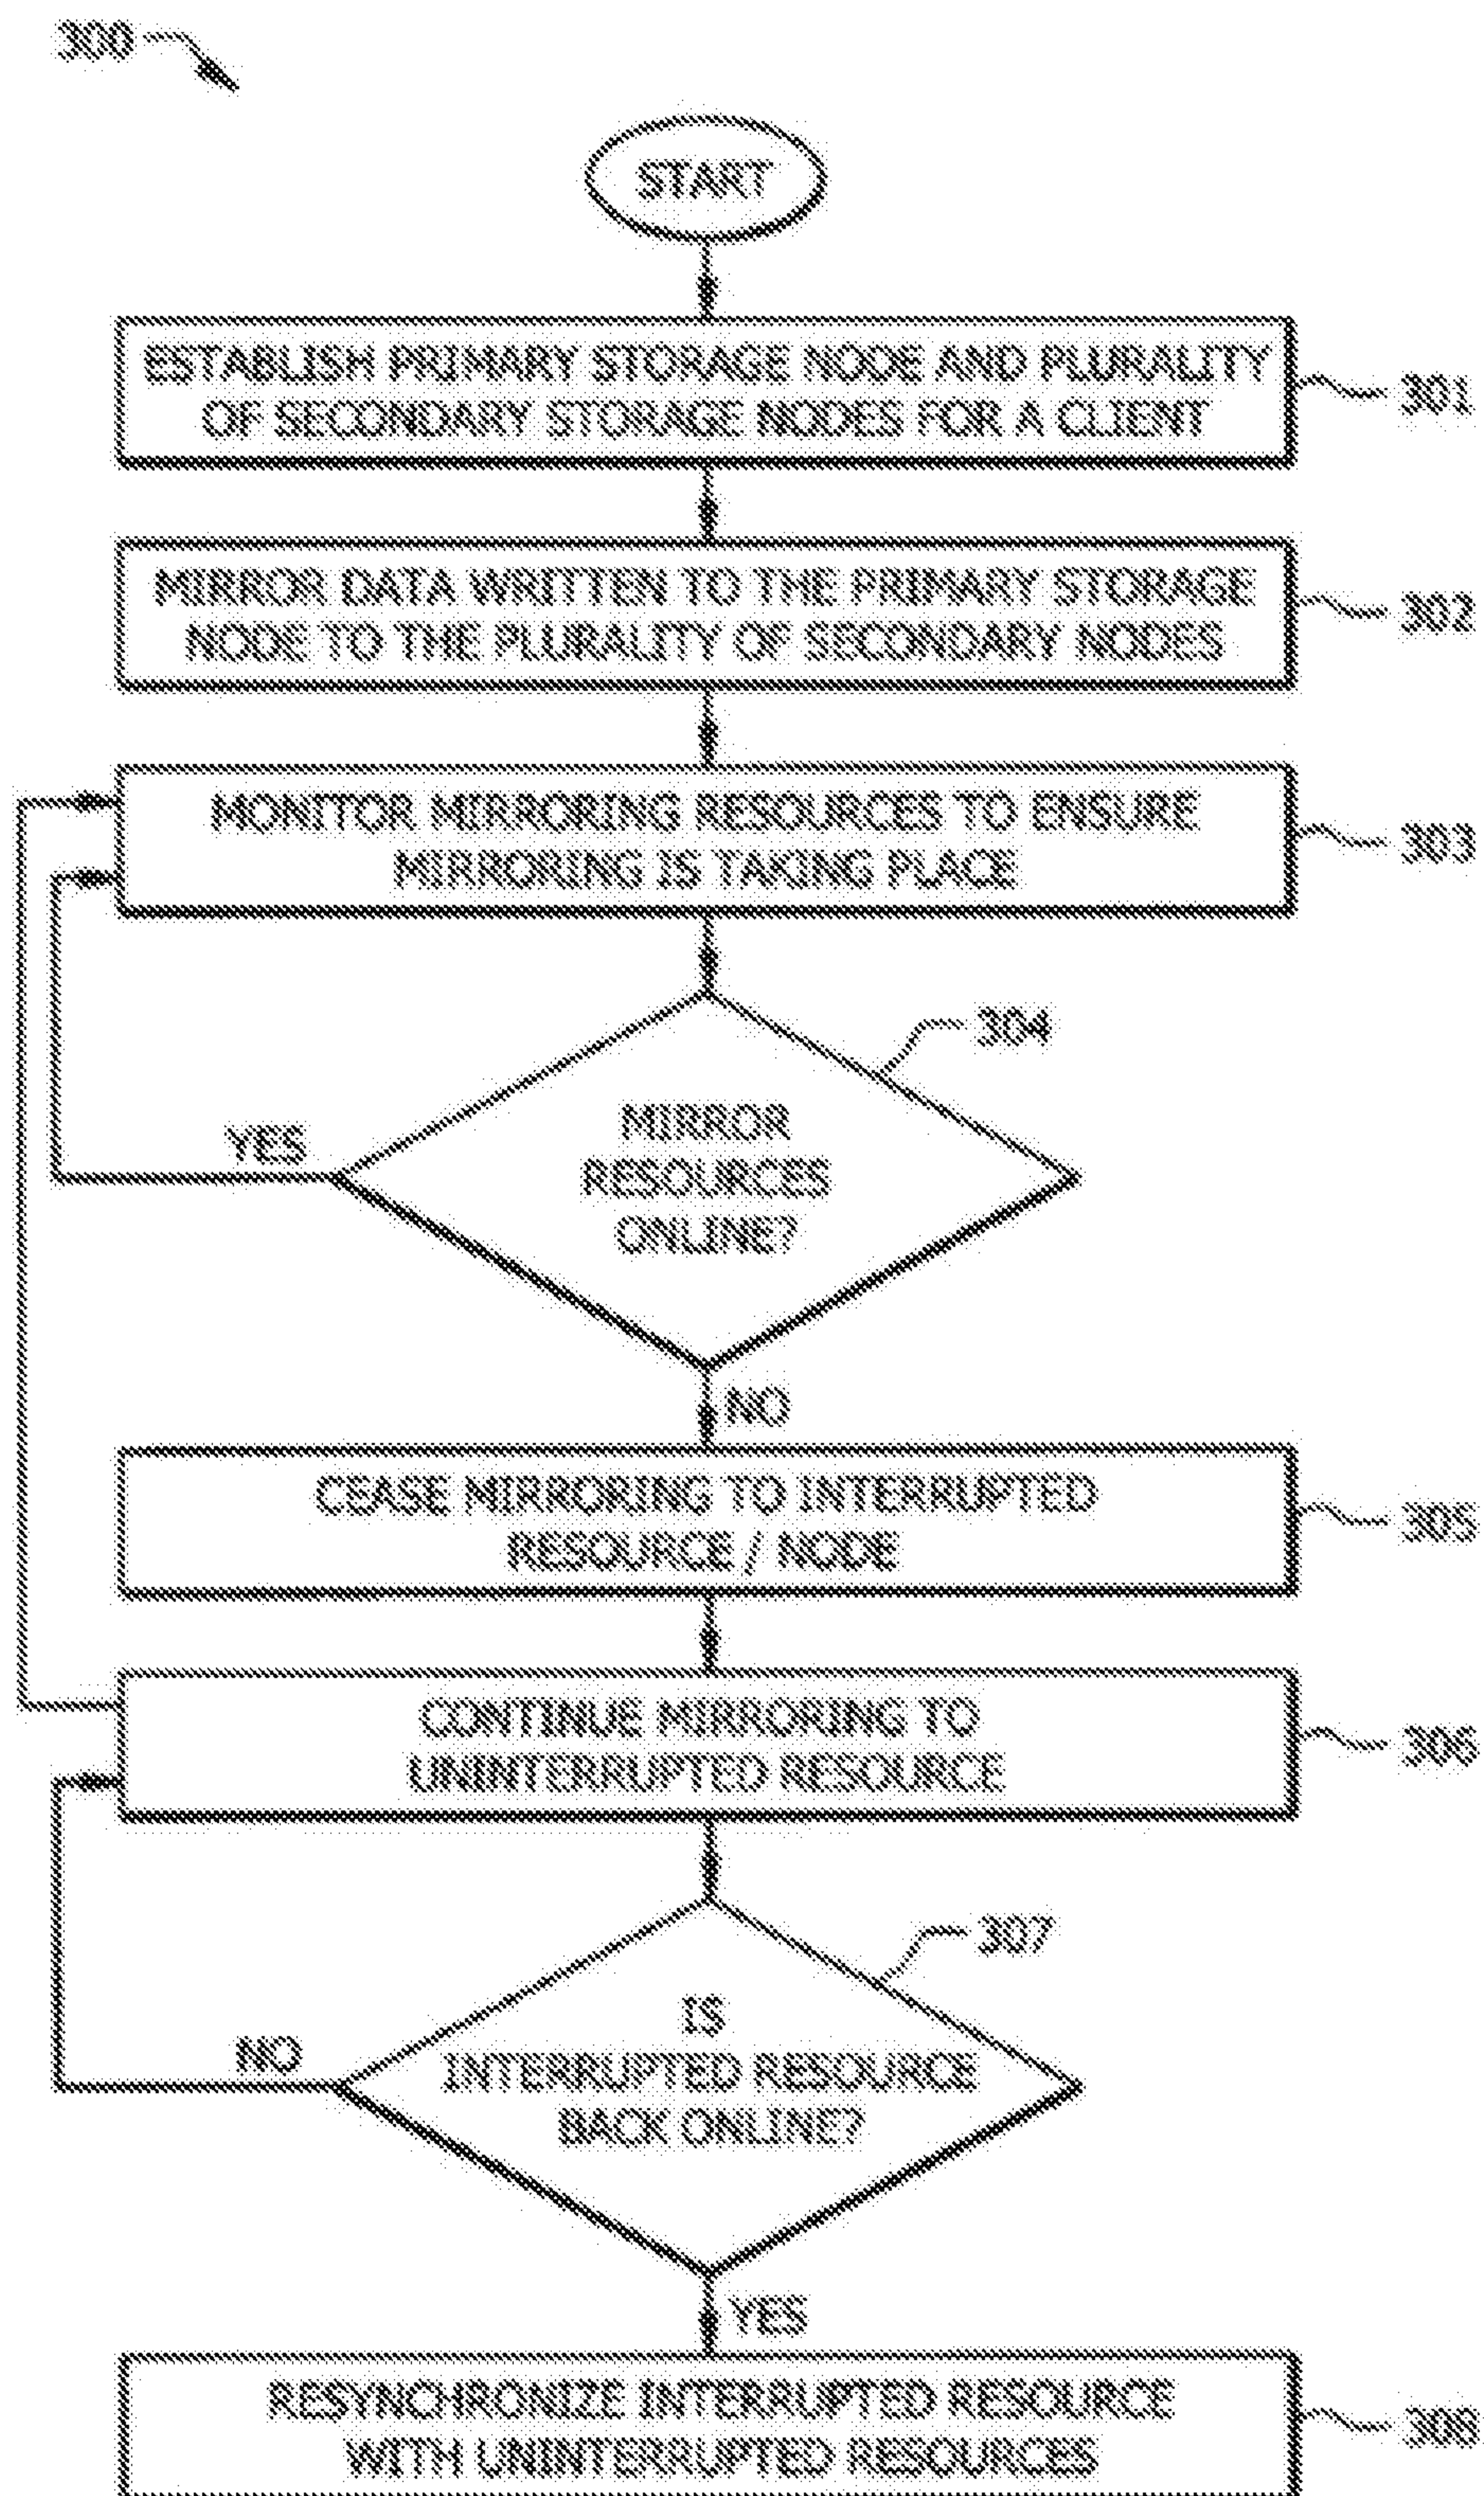 300
START
ESTABLISH PRIMARY STORAGE NODE AND PLURALITY
OF SECONDARY STORAGE NODES FOR A CLIENT
301
MIRROR DATA WRITTEN TO THE PRIMARY STORAGE
NODE TO THE PLURALITY OF SECONDARY NODES
302
MONITOR MIRRORING RESOURCES TO ENSURE
MIRRORING IS TAKING PLACE
303
304
MIRROR
RESOURCES
ONLINE?
YES
NO
CEASE MIRRORING TO INTERRUPTED
RESOURCE / NODE
305
CONTINUE MIRRORING TO
UNINTERRUPTED RESOURCE
306
307
IS
INTERRUPTED RESOURCE
BACK ONLINE?
NO
YES
RESYNCHRONIZE INTERRUPTED RESOURCE
WITH UNINTERRUPTED RESOURCES
308